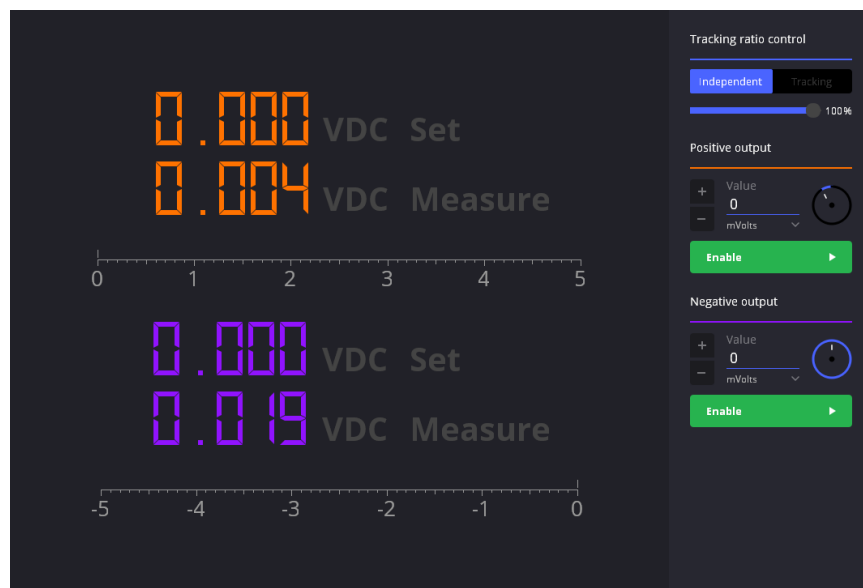 0.000 VDC Set
0.004 VDC Measure
0 1 2 3 4 5
0.000 VDC Set
0.019 VDC Measure
-5 -4 -3 -2 -1 0
Tracking ratio control
Independent Tracking
100%
Positive output
+ Value
0
− mVolts
Enable
Negative output
+ Value
0
− mVolts
Enable